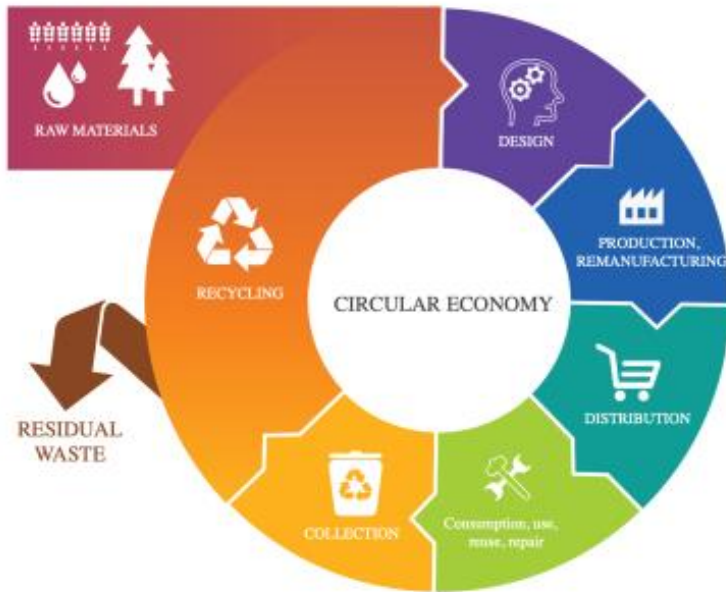 RAW MATERIALS
DESIGN
PRODUCTION,
REMANUFACTURING
RECYCLING
CIRCULAR ECONOMY
DISTRIBUTION
RESIDUAL
WASTE
COLLECTION
Consumption, use,
reuse, repair